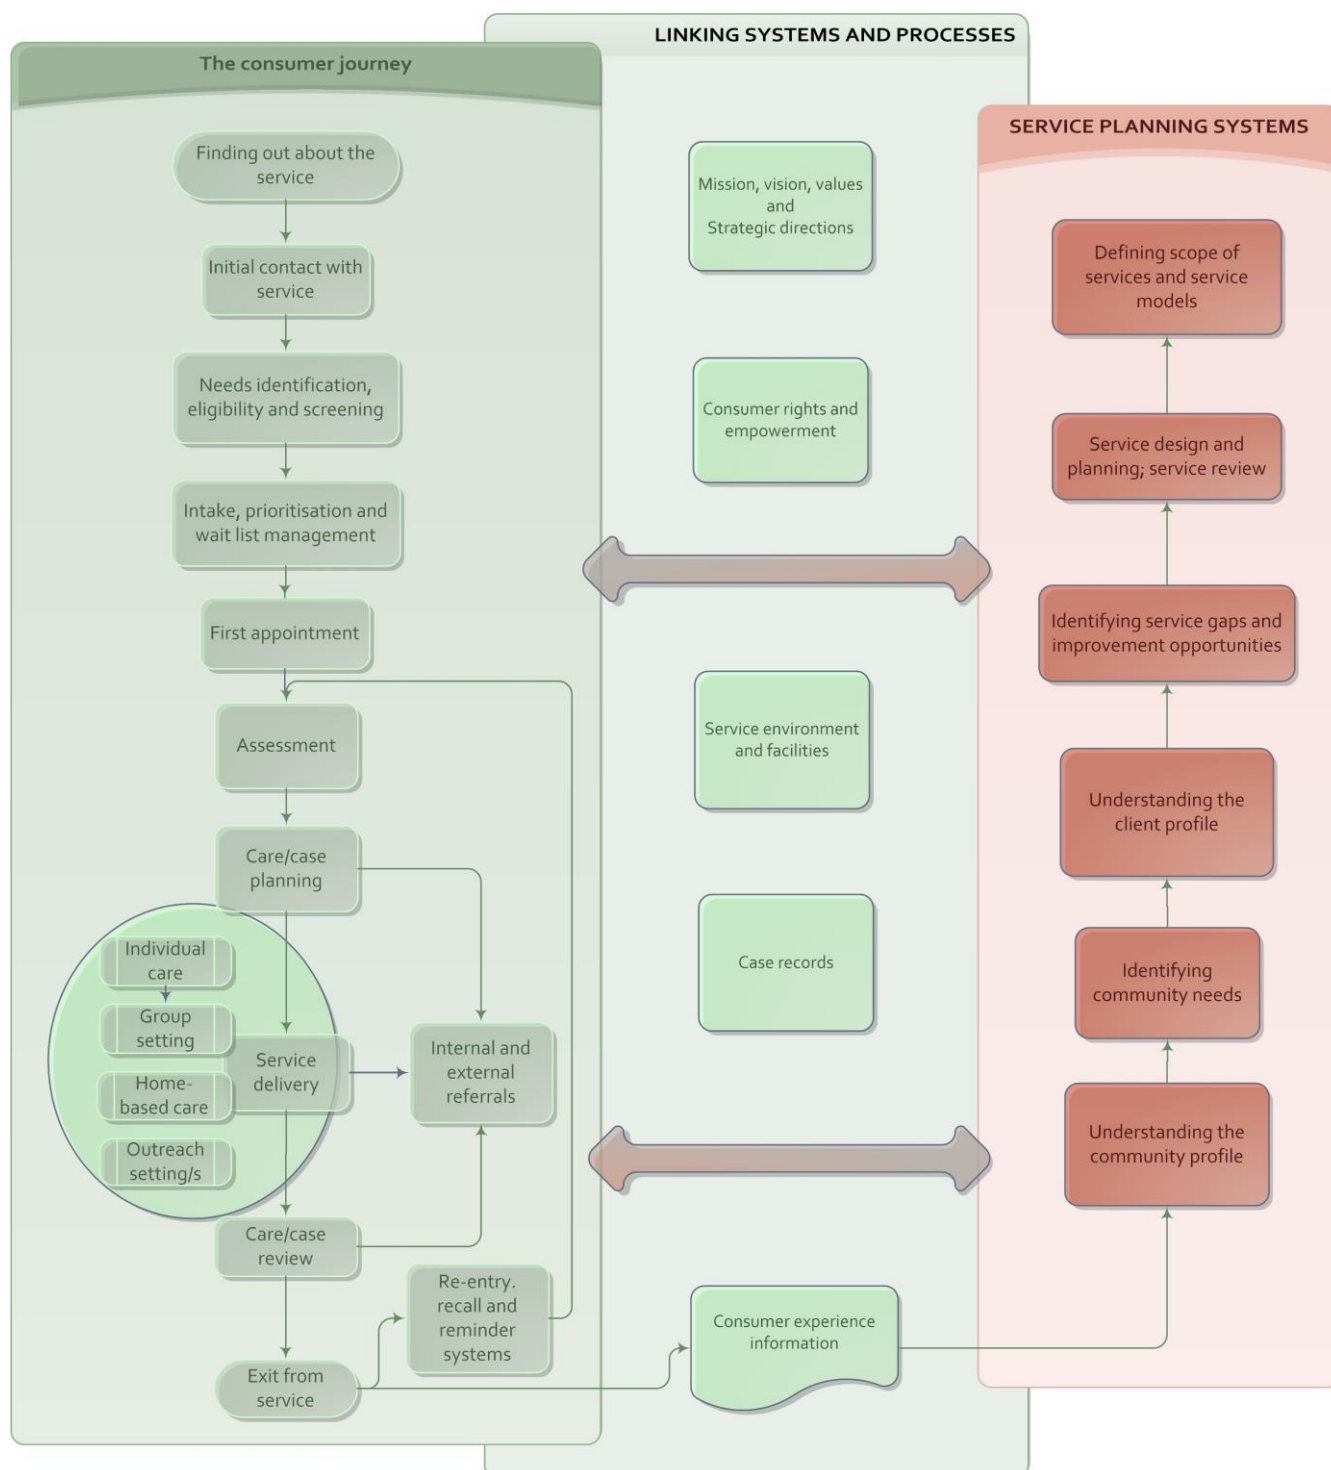 The consumer journey
Finding out about the
service
Initial contact with
service
Needs identification,
eligibility and screening
Intake, prioritisation and
wait list management
First appointment
Assessment
Care/case
planning
Individual
care
Group
setting
Home-
based care
Outreach
setting/s
Service
delivery
Internal and
external
referrals
Care/case
review
Re-entry.
recall and
reminder
systems
Exit from
service
LINKING SYSTEMS AND PROCESSES
Mission, vision, values
and
Strategic directions
Consumer rights and
empowerment
Service environment
and facilities
Case records
Consumer experience
information
SERVICE PLANNING SYSTEMS
Defining scope of
services and service
models
Service design and
planning; service review
Identifying service gaps and
improvement opportunities
Understanding the
client profile
Identifying
community needs
Understanding the
community profile